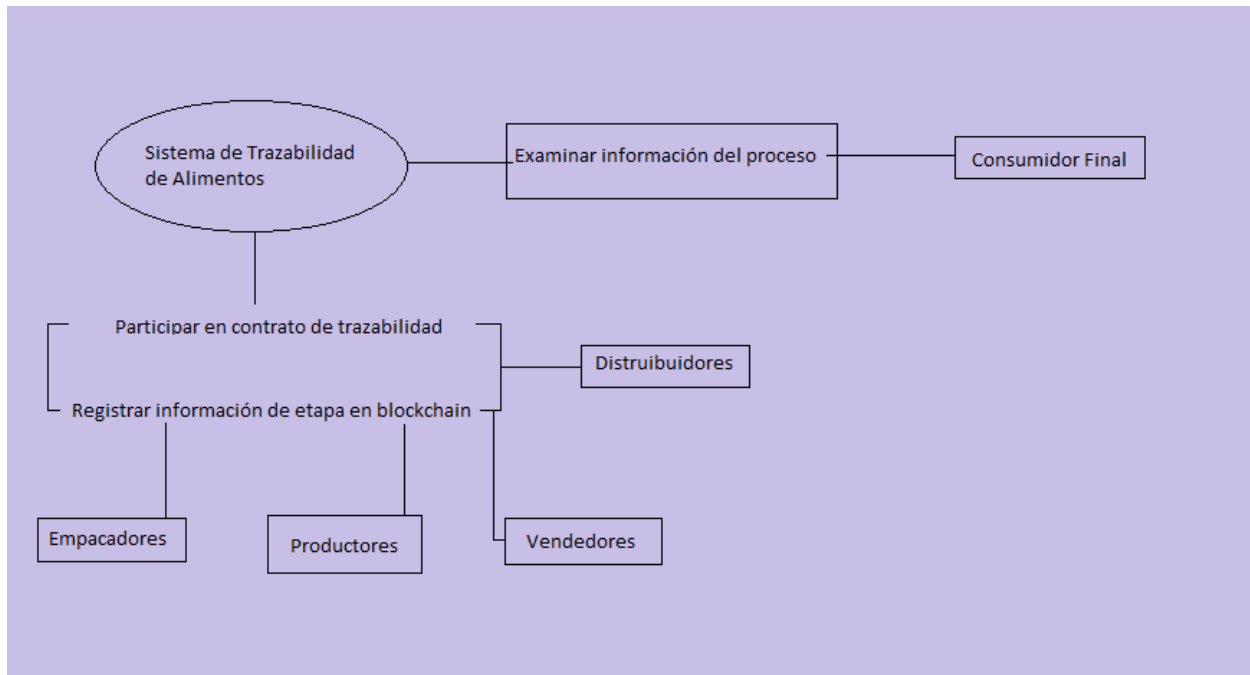 Sistema de Trazabilidad
de Alimentos
Examinar información del proceso
Consumidor Final
Participar en contrato de trazabilidad
Distruibuidores
Registrar información de etapa en blockchain
Empacadores
Productores
Vendedores